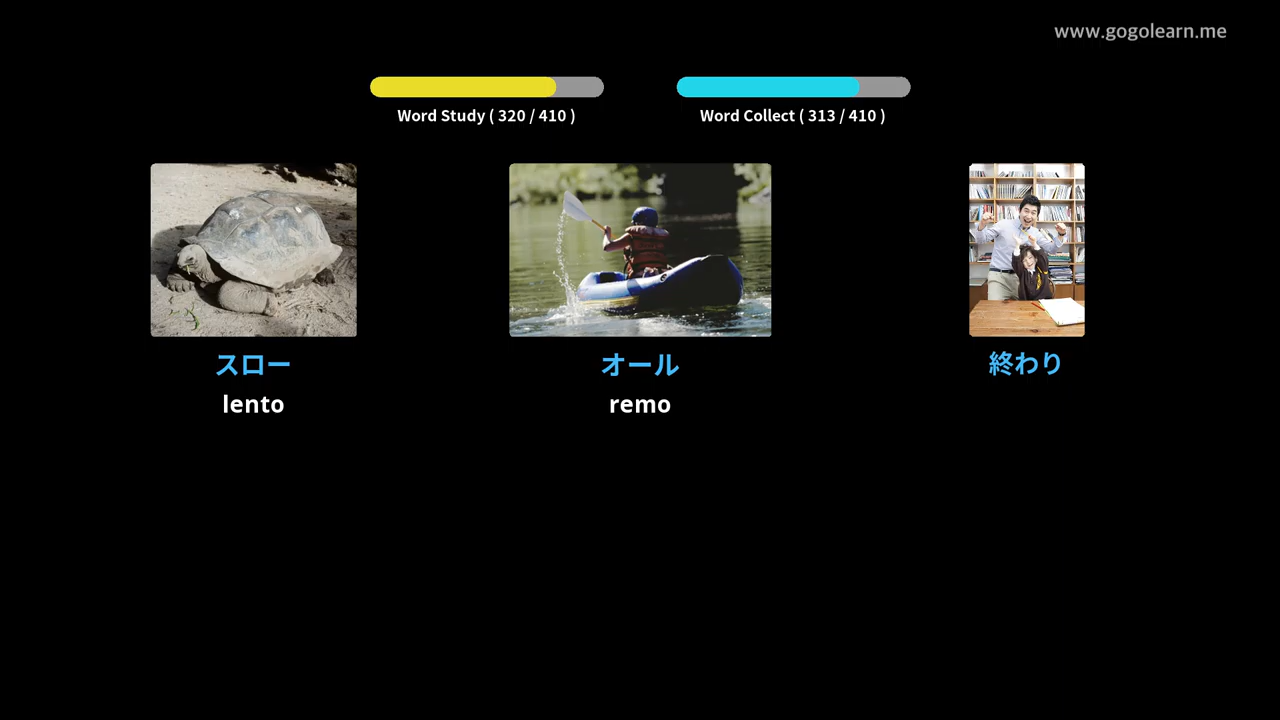 www.gogolearn.me
Word Study ( 320 / 410 )
Word Collect ( 313 / 410 )
スロー
lento
オール
remo
終わり